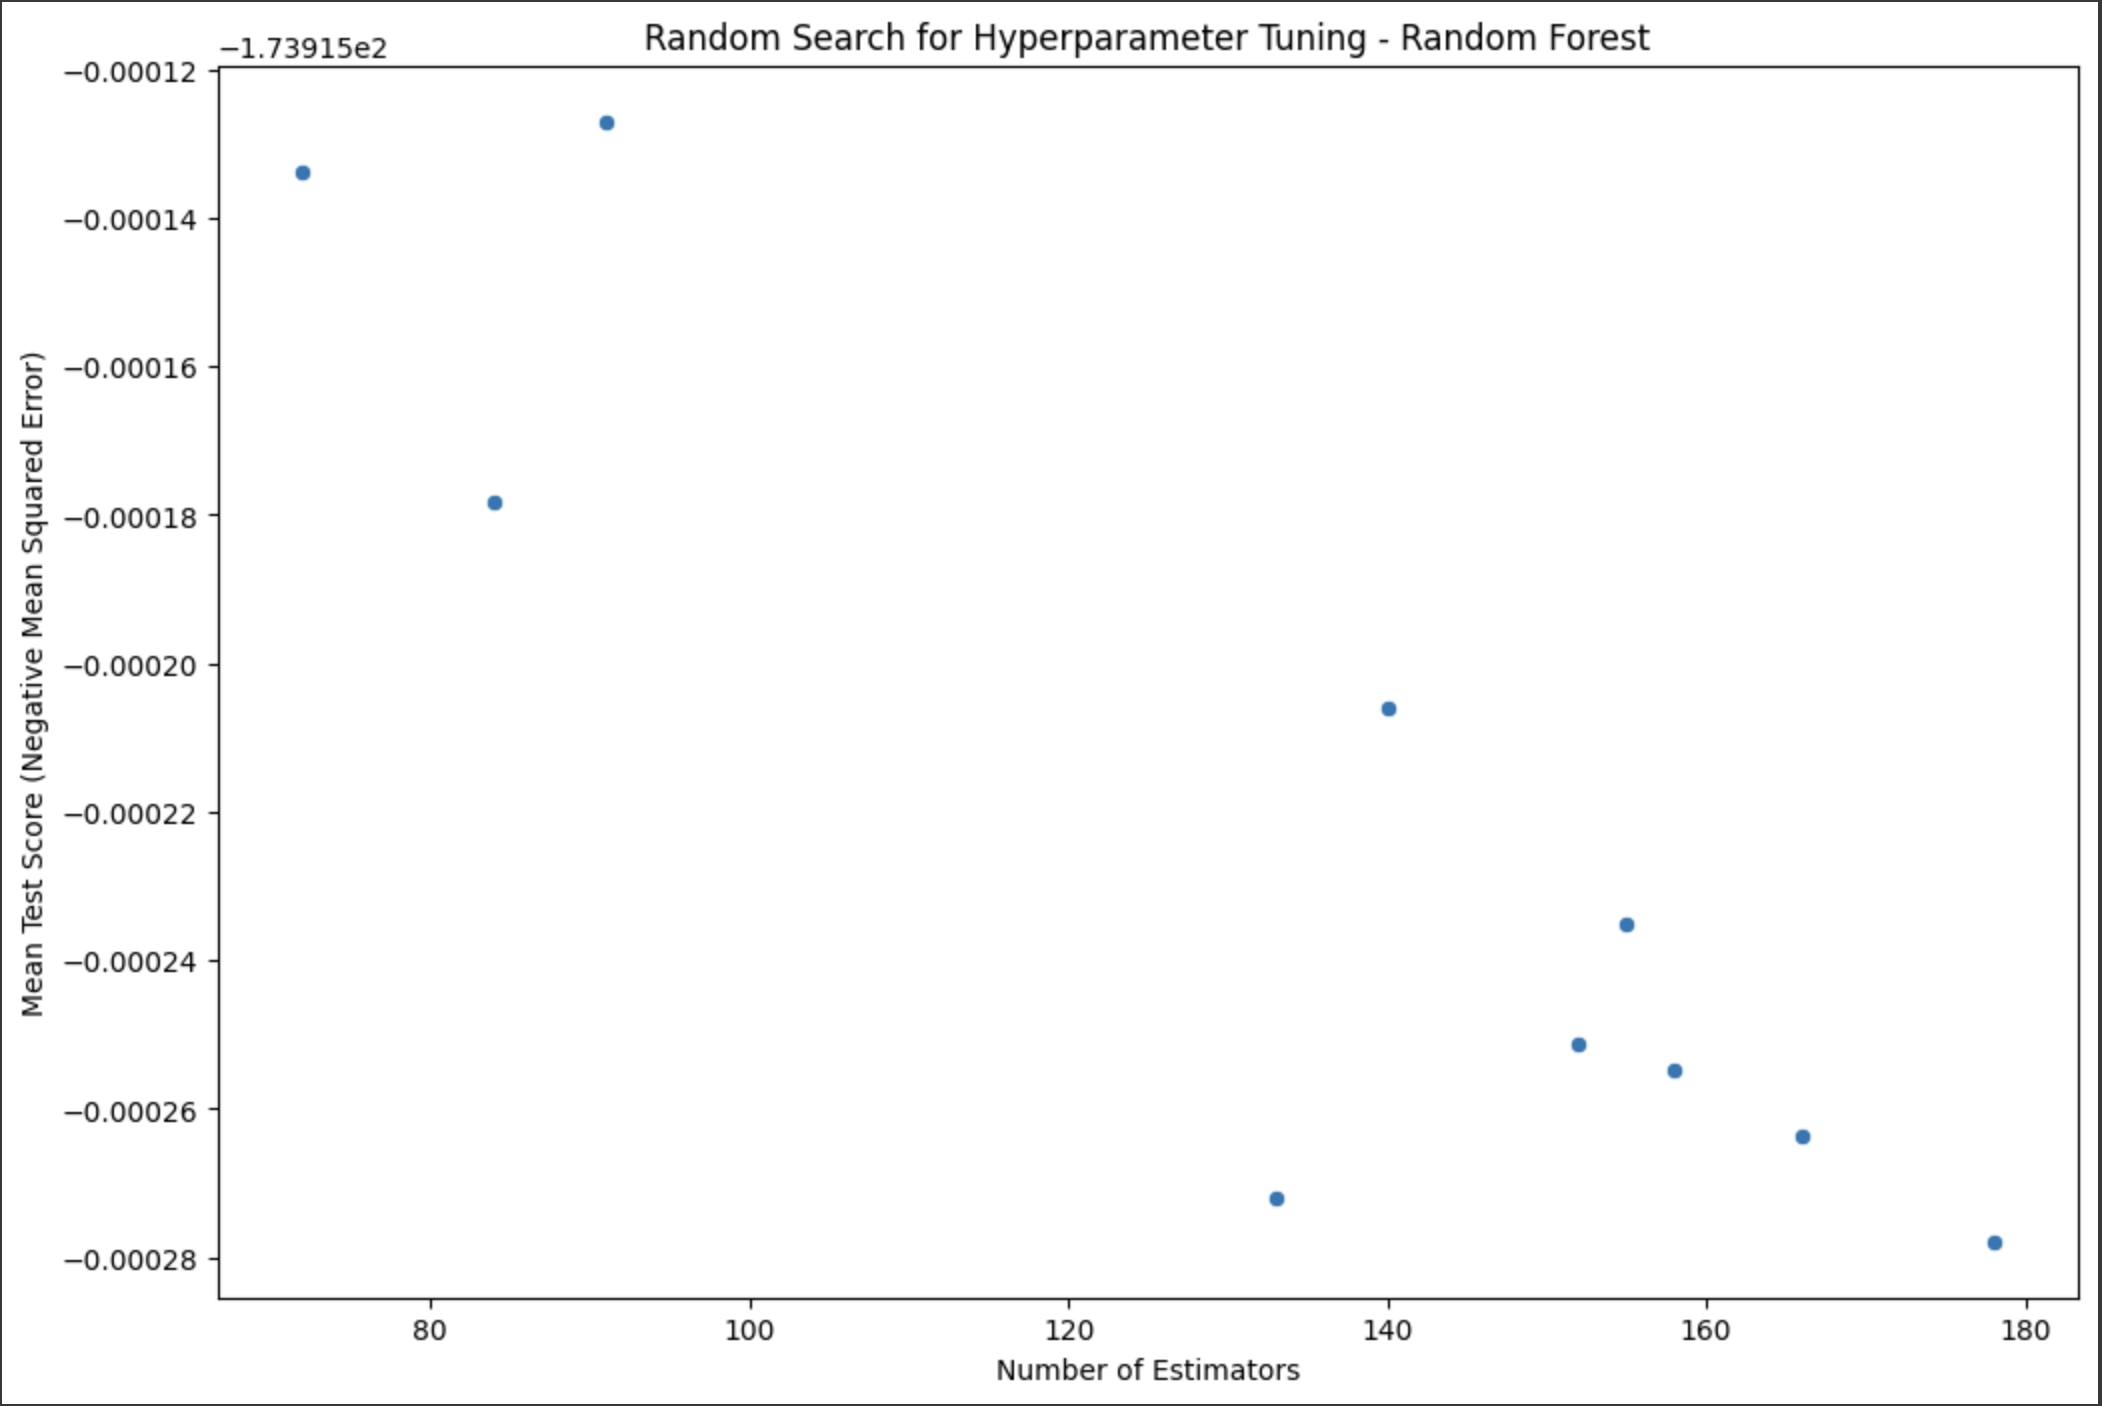 Random Search for Hyperparameter Tuning - Random Forest
−1.73915e2
−0.00012
−0.00014
−0.00016
−0.00018
−0.00020
−0.00022
−0.00024
−0.00026
−0.00028
Mean Test Score (Negative Mean Squared Error)
80 100 120 140 160 180
Number of Estimators